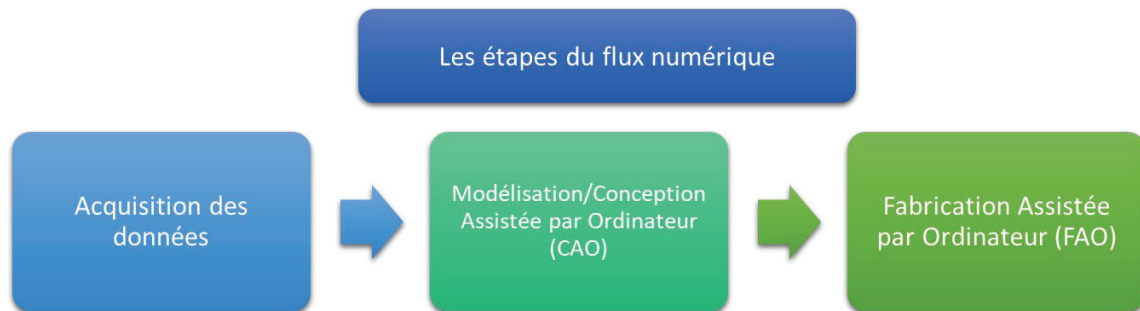 Les étapes du flux numérique
Acquisition des
données
Modélisation/Conception
Assistée par Ordinateur
(CAO)
Fabrication Assistée
par Ordinateur (FAO)